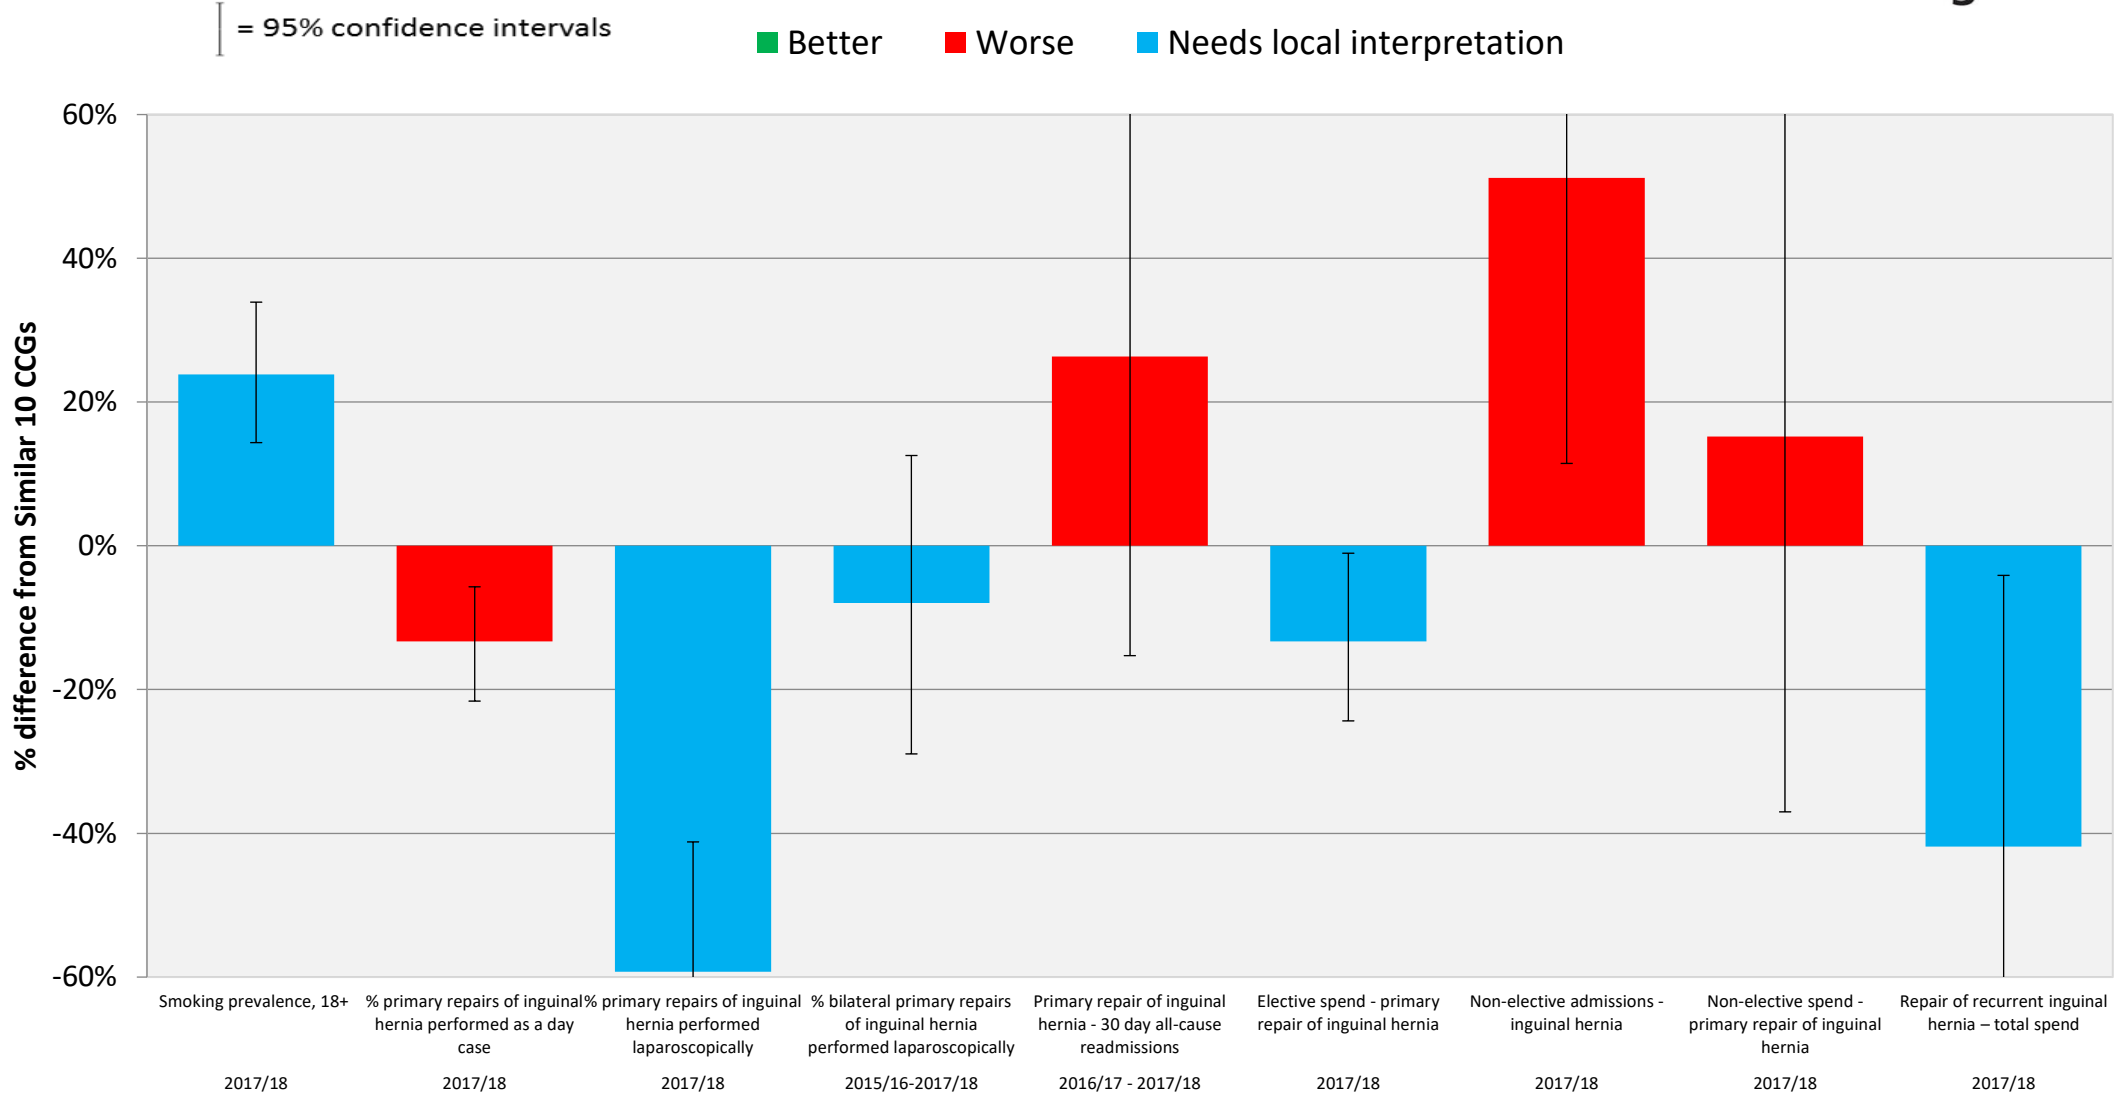 = 95% confidence intervals
Better
Worse
Needs local interpretation
% difference from Similar 10 CCGs
60%
40%
20%
0%
-20%
-40%
-60%
Smoking prevalence, 18+
2017/18
% primary repairs of inguinal
hernia performed as a day
case
2017/18
% primary repairs of inguinal
hernia performed
laparoscopically
2017/18
% bilateral primary repairs
of inguinal hernia
performed laparoscopically
2015/16-2017/18
Primary repair of inguinal
hernia - 30 day all-cause
readmissions
2016/17 - 2017/18
Elective spend - primary
repair of inguinal hernia
2017/18
Non-elective admissions -
inguinal hernia
2017/18
Non-elective spend -
primary repair of inguinal
hernia
2017/18
Repair of recurrent inguinal
hernia – total spend
2017/18